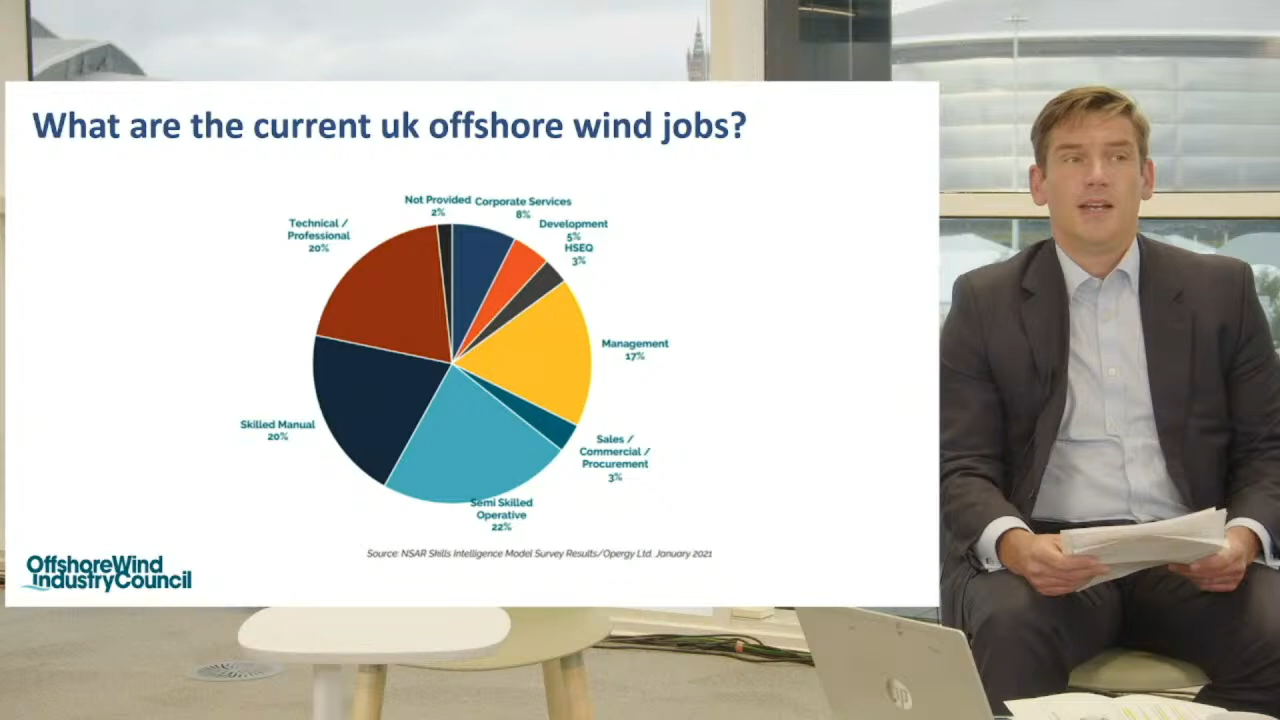 What are the current uk offshore wind jobs?
Not Provided
2%
Corporate Services
8%
Development
5%
HSEQ
3%
Technical /
Professional
20%
Management
17%
Skilled Manual
20%
Sales /
Commercial /
Procurement
3%
Semi Skilled
Operative
22%
Source: NSAR Skills Intelligence Model Survey Results/Opergy Ltd. January 2021
OffshoreWind
IndustryCouncil
hp